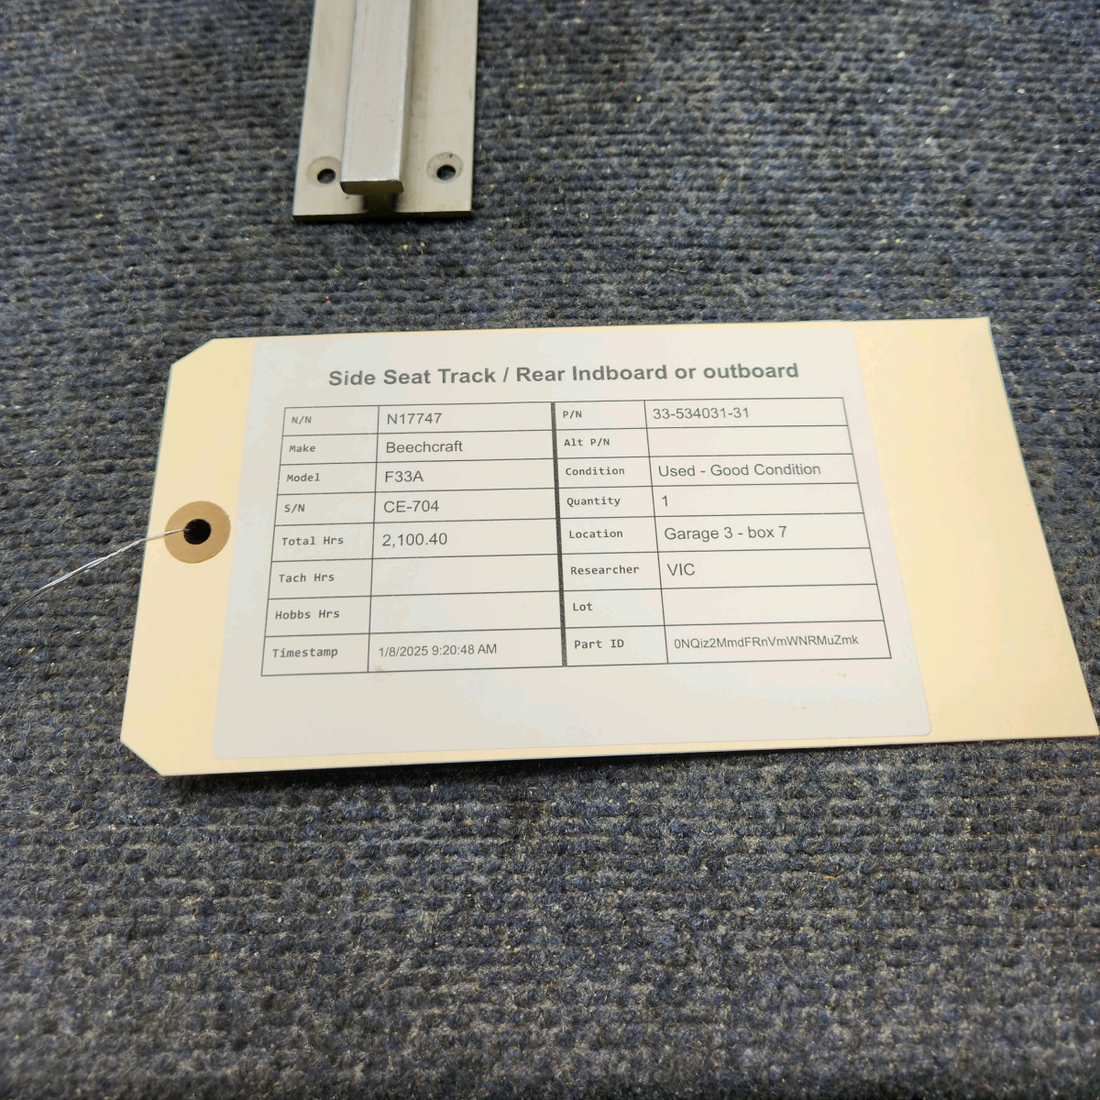 Side Seat Track / Rear Indboard or outboard
N/N N17747 P/N 33-534031-31
Make Beechcraft Alt P/N
Model F33A Condition Used - Good Condition
S/N CE-704 Quantity 1
Total Hrs 2,100.40 Location Garage 3 - box 7
Tach Hrs Researcher VIC
Hobbs Hrs Lot
Timestamp 1/8/2025 9:20:48 AM Part ID 0NQiz2MmdFRnVmWNRMuZmk